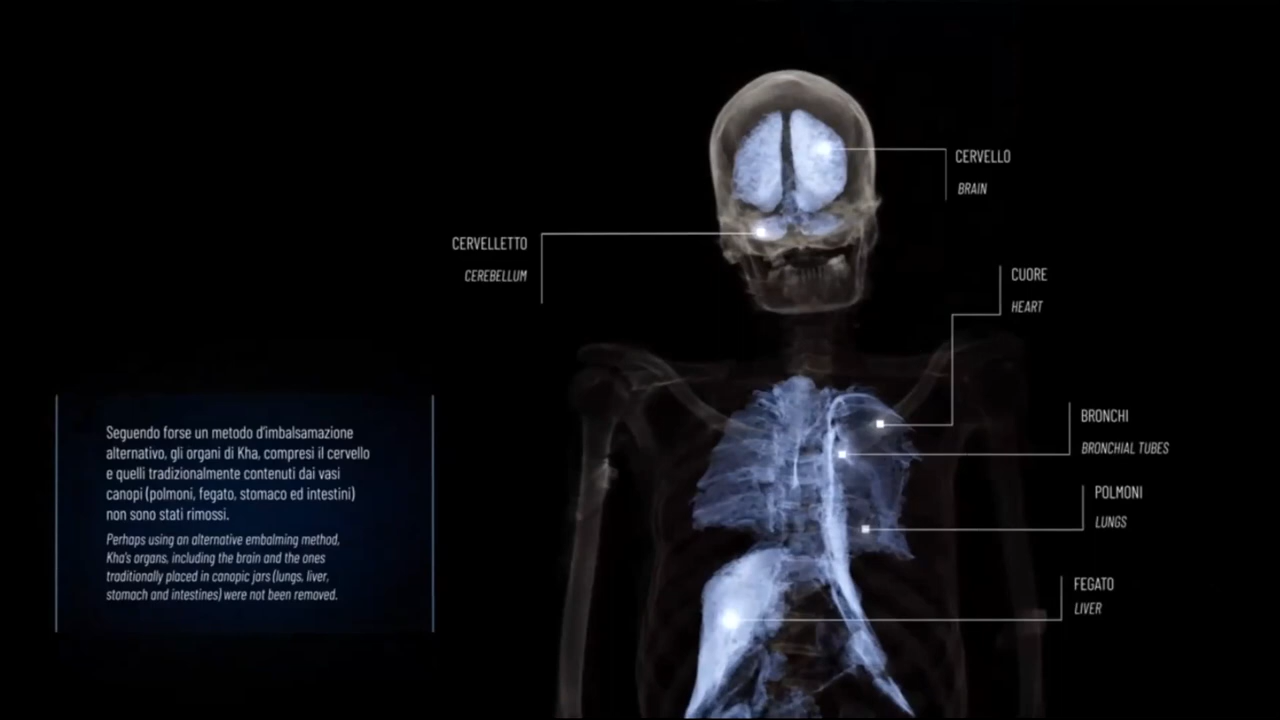 CERVELLO
BRAIN
CERVELLETTO
CEREBELLUM
CUORE
HEART
BRONCHI
BRONCHIAL TUBES
POLMONI
LUNGS
FEGATO
LIVER
Seguendo forse un metodo d'imbalsamazione
alternativo, gli organi di Kha, compresi il cervello
e quelli tradizionalmente contenuti dai vasi
canopi (polmoni, fegato, stomaco ed intestini)
non sono stati rimossi.
Perhaps using an alternative embalming method,
Kha's organs, including the brain and the ones
traditionally placed in canopic jars (lungs, liver,
stomach and intestines) were not been removed.